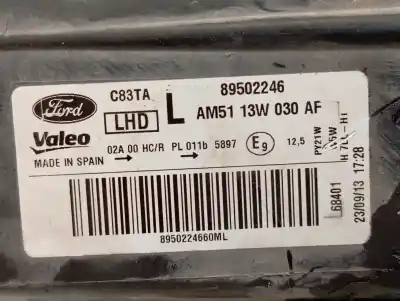 C83TA
89502246
Ford
LHD
L
AM51 13W 030 AF
Valeo
02A 00 HC/R PL 011b 5897
E9
12,5
MADE IN SPAIN
PY21W
H7LL-H1
68401
23/09/13 17:28
8950224660ML